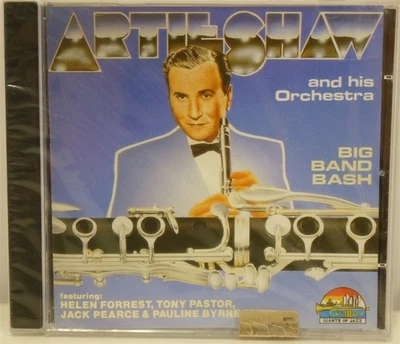 ARTIE SHAW
and his
Orchestra
BIG
BAND
BASH
featuring:
HELEN FORREST, TONY PASTOR,
JACK PEARCE & PAULINE BYRNE
GIANTS OF JAZZ